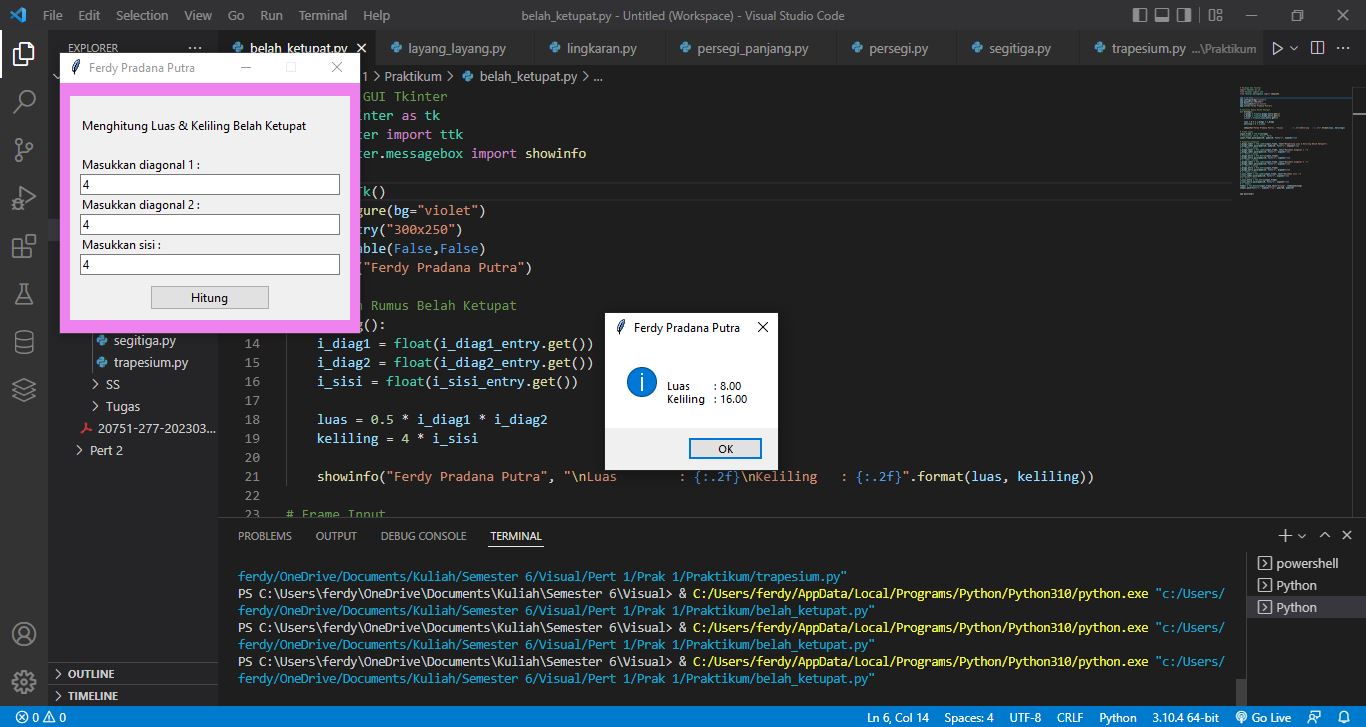 File Edit Selection View Go Run Terminal Help
belah_ketupat.py - Untitled (Workspace) - Visual Studio Code
EXPLORER ...
belah_ketupat.py layang_layang.py lingkaran.py persegi_panjang.py persegi.py segitiga.py trapesium.py ...\Praktikum
1 > Praktikum > belah_ketupat.py > ...
Ferdy Pradana Putra
Menghitung Luas & Keliling Belah Ketupat
Masukkan diagonal 1 :
4
Masukkan diagonal 2 :
4
Masukkan sisi :
4
Hitung
segitiga.py
trapesium.py
> SS
> Tugas
20751-277-202303...
> Pert 2
> OUTLINE
> TIMELINE
GUI Tkinter
nter as tk
ter import ttk
ter.messagebox import showinfo
k()
gure(bg="violet")
try("300x250")
able(False,False)
("Ferdy Pradana Putra")
Rumus Belah Ketupat
g():
14 i_diag1 = float(i_diag1_entry.get())
15 i_diag2 = float(i_diag2_entry.get())
16 i_sisi = float(i_sisi_entry.get())
17
18 luas = 0.5 * i_diag1 * i_diag2
19 keliling = 4 * i_sisi
20
21 showinfo("Ferdy Pradana Putra", "\nLuas : {:.2f}\nKeliling : {:.2f}".format(luas, keliling))
22
23 # Frame Input
Ferdy Pradana Putra
Luas : 8.00
Keliling : 16.00
OK
PROBLEMS OUTPUT DEBUG CONSOLE TERMINAL
ferdy/OneDrive/Documents/Kuliah/Semester 6/Visual/Pert 1/Prak 1/Praktikum/trapesium.py"
PS C:\Users\ferdy\OneDrive\Documents\Kuliah\Semester 6\Visual> & C:/Users/ferdy/AppData/Local/Programs/Python/Python310/python.exe "c:/Users/
ferdy/OneDrive/Documents/Kuliah/Semester 6/Visual/Pert 1/Prak 1/Praktikum/belah_ketupat.py"
PS C:\Users\ferdy\OneDrive\Documents\Kuliah\Semester 6\Visual> & C:/Users/ferdy/AppData/Local/Programs/Python/Python310/python.exe "c:/Users/
ferdy/OneDrive/Documents/Kuliah/Semester 6/Visual/Pert 1/Prak 1/Praktikum/belah_ketupat.py"
PS C:\Users\ferdy\OneDrive\Documents\Kuliah\Semester 6\Visual> & C:/Users/ferdy/AppData/Local/Programs/Python/Python310/python.exe "c:/Users/
ferdy/OneDrive/Documents/Kuliah/Semester 6/Visual/Pert 1/Prak 1/Praktikum/belah_ketupat.py"
powershell
Python
Python
0 0
Ln 6, Col 14 Spaces: 4 UTF-8 CRLF Python 3.10.4 64-bit Go Live